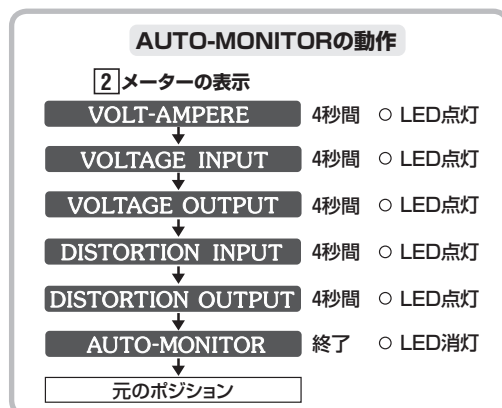 AUTO-MONITORの動作
2 メーターの表示
VOLT-AMPERE 4秒間 ○ LED点灯
VOLTAGE INPUT 4秒間 ○ LED点灯
VOLTAGE OUTPUT 4秒間 ○ LED点灯
DISTORTION INPUT 4秒間 ○ LED点灯
DISTORTION OUTPUT 4秒間 ○ LED点灯
AUTO-MONITOR 終了 ○ LED消灯
元のポジション